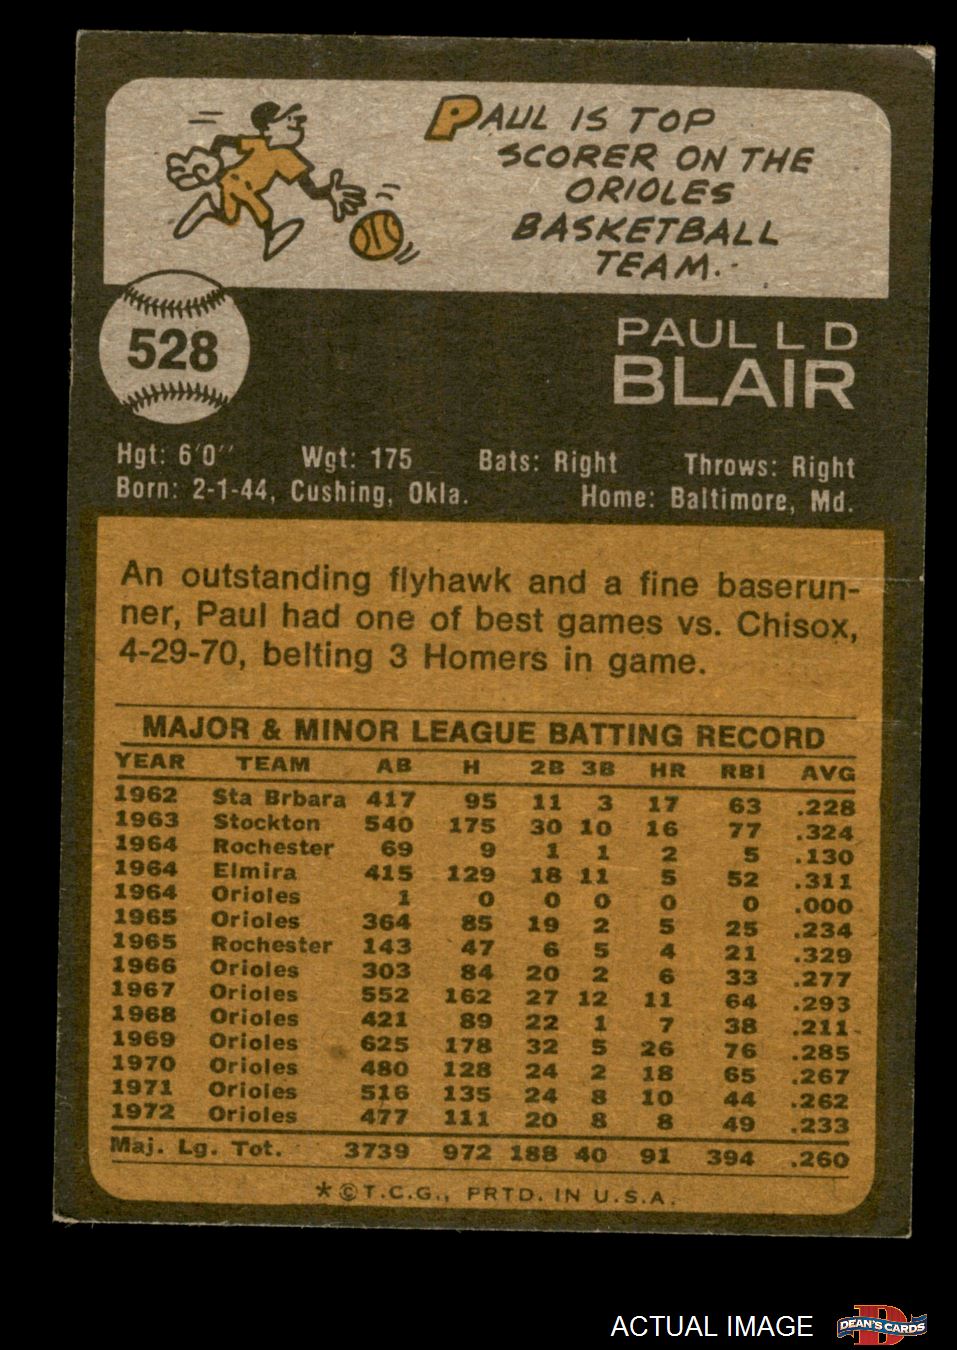 PAUL IS TOP
SCORER ON THE
ORIOLES
BASKETBALL
TEAM.
528
PAUL L D
BLAIR
Hgt: 6'0" Wgt: 175 Bats: Right Throws: Right
Born: 2-1-44, Cushing, Okla. Home: Baltimore, Md.
An outstanding flyhawk and a fine baserun-
ner, Paul had one of best games vs. Chisox,
4-29-70, belting 3 Homers in game.
MAJOR & MINOR LEAGUE BATTING RECORD
YEAR TEAM AB H 2B 3B HR RBI AVG
1962 Sta Brbara 417 95 11 3 17 63 .228
1963 Stockton 540 175 30 10 16 77 .324
1964 Rochester 69 9 1 1 2 5 .130
1964 Elmira 415 129 18 11 5 52 .311
1964 Orioles 1 0 0 0 0 0 .000
1965 Orioles 364 85 19 2 5 25 .234
1965 Rochester 143 47 6 5 4 21 .329
1966 Orioles 303 84 20 2 6 33 .277
1967 Orioles 552 162 27 12 11 64 .293
1968 Orioles 421 89 22 1 7 38 .211
1969 Orioles 625 178 32 5 26 76 .285
1970 Orioles 480 128 24 2 18 65 .267
1971 Orioles 516 135 24 8 10 44 .262
1972 Orioles 477 111 20 8 8 49 .233
Maj. Lg. Tot. 3739 972 188 40 91 394 .260
*©T.C.G., PRTD. IN U.S.A.
ACTUAL IMAGE
D
DEAN'S CARDS